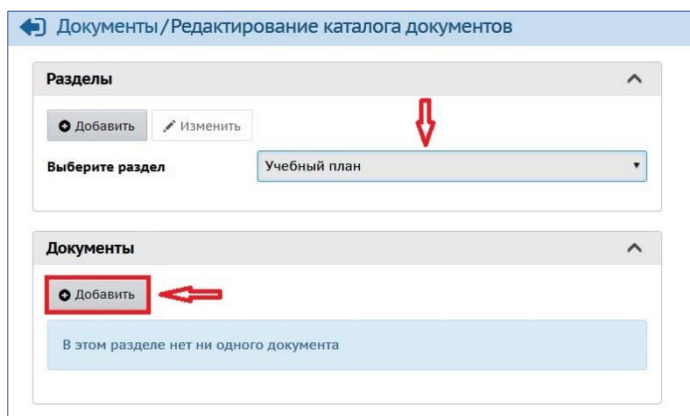 Документы/Редактирование каталога документов
Разделы
Добавить Изменить
Выберите раздел Учебный план
Документы
Добавить
В этом разделе нет ни одного документа